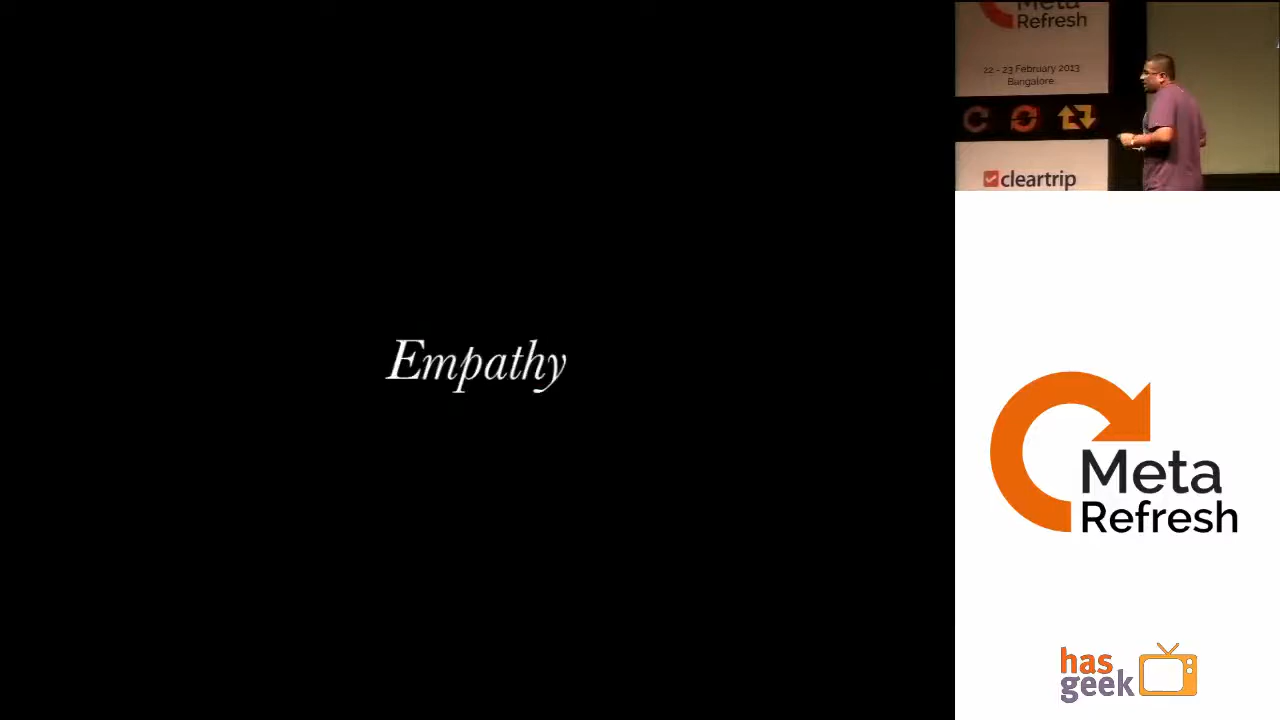 Empathy
Meta
Refresh
22 - 23 February 2013
Bangalore
cleartrip
Meta
Refresh
has
geek